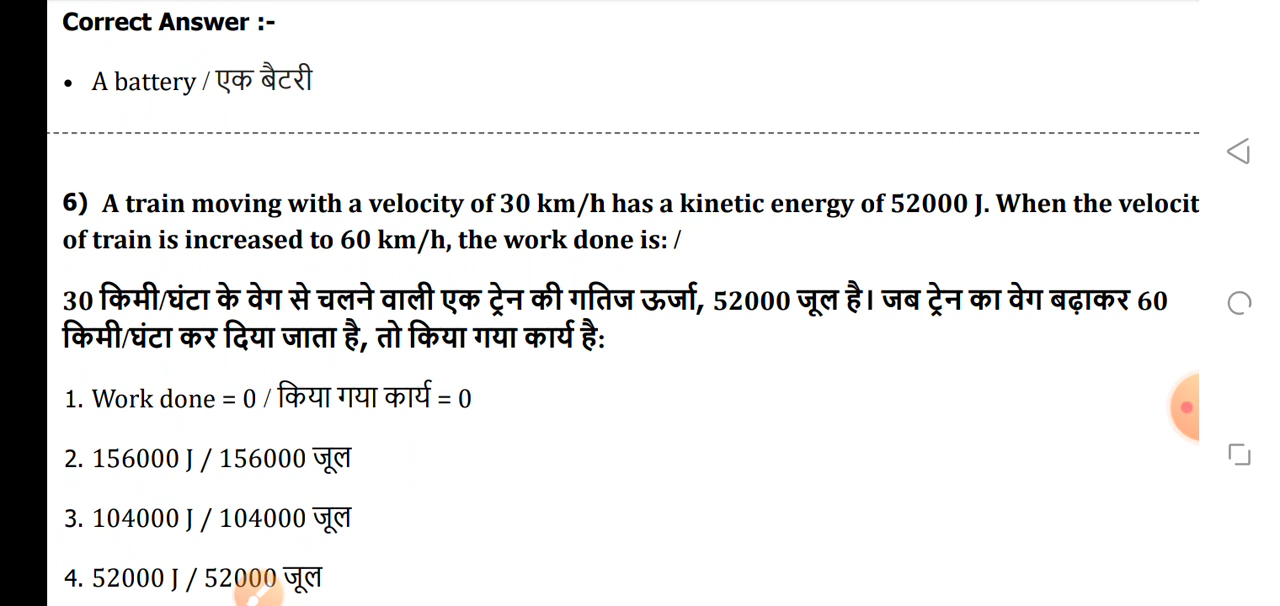 Correct Answer :-
• A battery / एक बैटरी
6) A train moving with a velocity of 30 km/h has a kinetic energy of 52000 J. When the velocit
of train is increased to 60 km/h, the work done is: /
30 किमी/घंटा के वेग से चलने वाली एक ट्रेन की गतिज ऊर्जा, 52000 जूल है। जब ट्रेन का वेग बढ़ाकर 60
किमी/घंटा कर दिया जाता है, तो किया गया कार्य है:
1. Work done = 0 / किया गया कार्य = 0
2. 156000 J / 156000 जूल
3. 104000 J / 104000 जूल
4. 52000 J / 52000 जूल